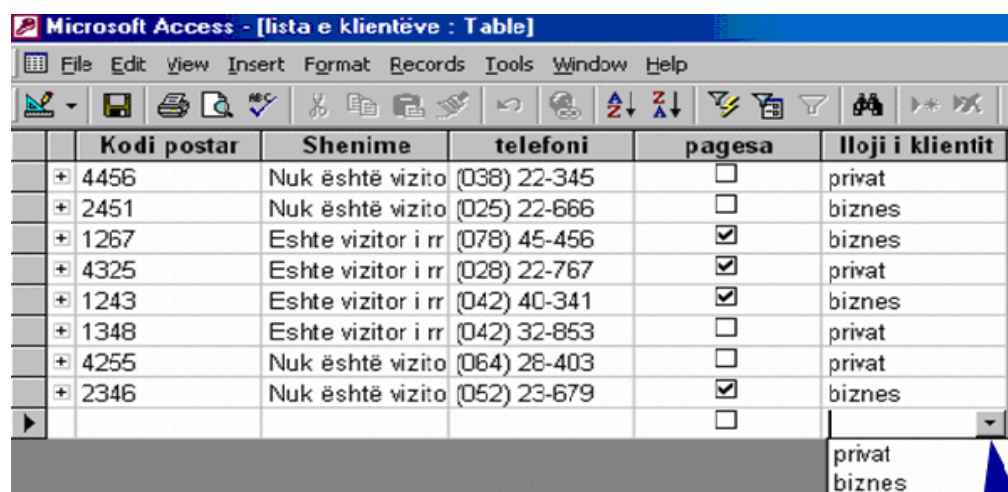 Microsoft Access - [lista e klientëve : Table]
File Edit View Insert Format Records Tools Window Help
Kodi postar Shenime telefoni pagesa lloji i klientit
4456 Nuk është vizito (038) 22-345 privat
2451 Nuk është vizito (025) 22-666 biznes
1267 Eshte vizitor i rr (078) 45-456 biznes
4325 Eshte vizitor i rr (028) 22-767 privat
1243 Eshte vizitor i rr (042) 40-341 biznes
1348 Eshte vizitor i rr (042) 32-853 privat
4255 Nuk është vizito (064) 28-403 privat
2346 Nuk është vizito (052) 23-679 biznes
privat
biznes